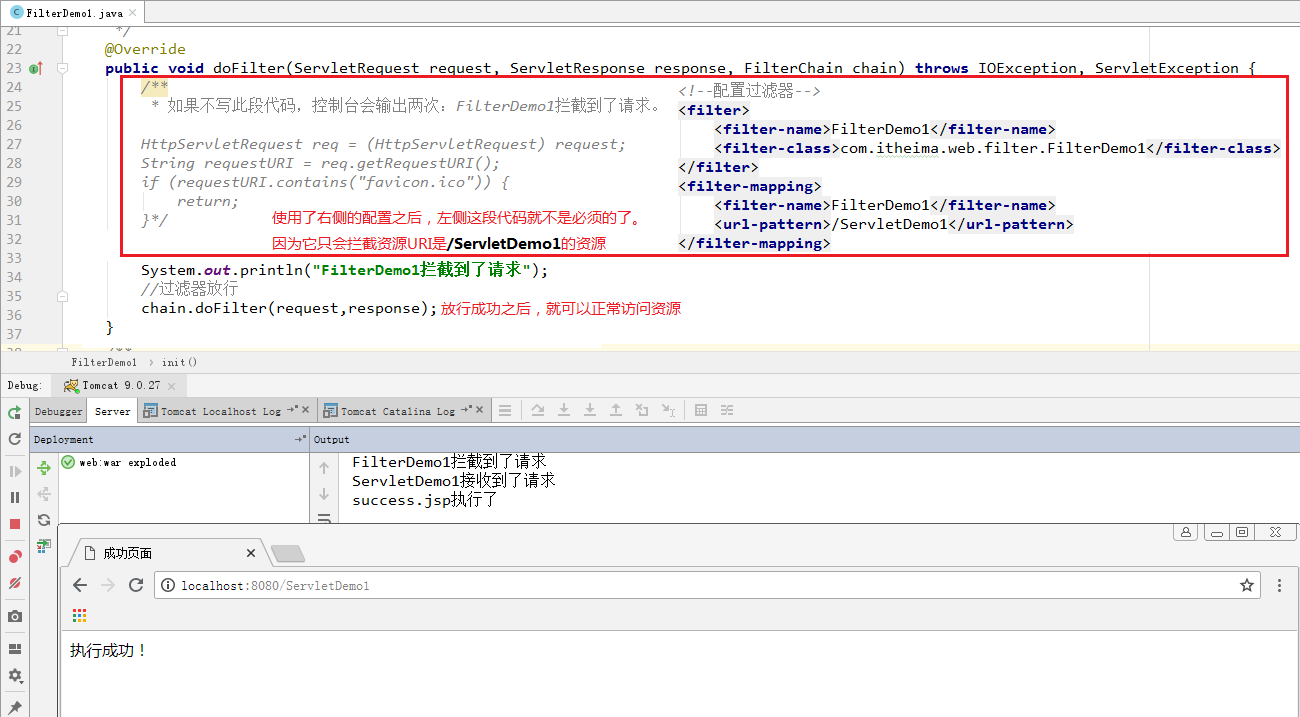 FilterDemo1.java
21 */
22 @Override
23 public void doFilter(ServletRequest request, ServletResponse response, FilterChain chain) throws IOException, ServletException {
24 /**
25 * 如果不写此段代码，控制台会输出两次：FilterDemo1拦截到了请求。
26
27 HttpServletRequest req = (HttpServletRequest) request;
28 String requestURI = req.getRequestURI();
29 if (requestURI.contains("favicon.ico")) {
30 return;
31 }*/
32
33
<!--配置过滤器-->
<filter>
<filter-name>FilterDemo1</filter-name>
<filter-class>com.itheima.web.filter.FilterDemo1</filter-class>
</filter>
<filter-mapping>
<filter-name>FilterDemo1</filter-name>
<url-pattern>/ServletDemo1</url-pattern>
</filter-mapping>
使用了右侧的配置之后，左侧这段代码就不是必须的了。
因为它只会拦截资源URI是/ServletDemo1的资源
34 System.out.println("FilterDemo1拦截到了请求");
35 //过滤器放行
36 chain.doFilter(request,response); 放行成功之后，就可以正常访问资源
37 }
38 /**
FilterDemo1 › init()
Debug: Tomcat 9.0.27
Debugger Server Tomcat Localhost Log Tomcat Catalina Log
Deployment Output
web:war exploded
FilterDemo1拦截到了请求
ServletDemo1接收到了请求
success.jsp执行了
成功页面
localhost:8080/ServletDemo1
执行成功！